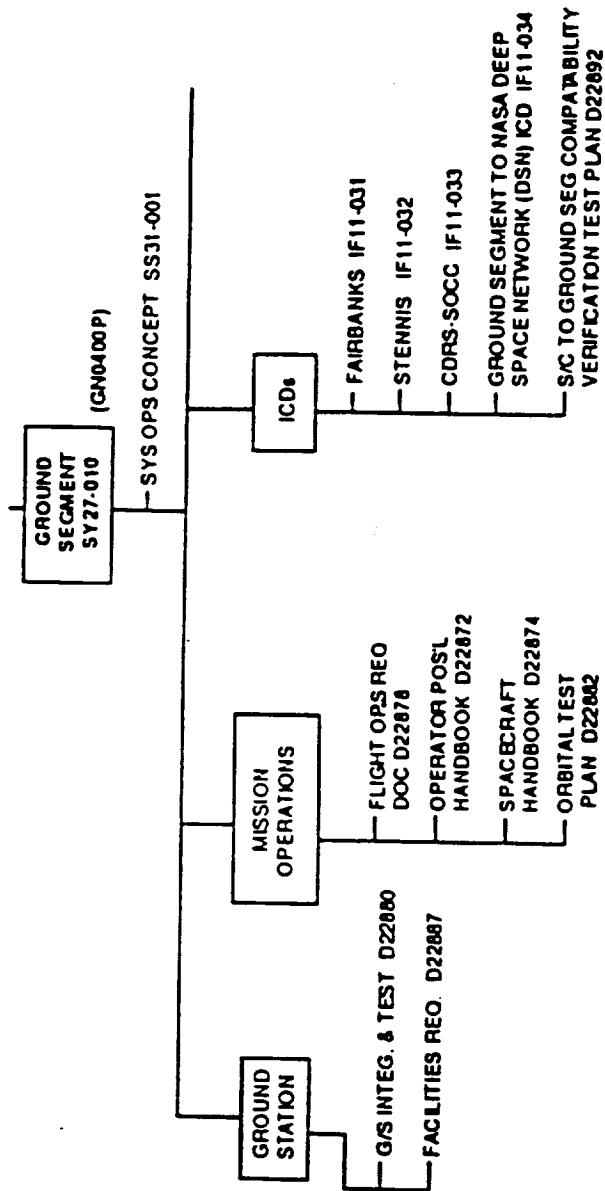 GROUND
SEGMENT
SY27-010
(GN0400P)
SYS OPS CONCEPT SS31-001
GROUND
STATION
G/S INTEG. & TEST D22880
FACILITIES REQ. D22887
MISSION
OPERATIONS
FLIGHT OPS REQ
DOC D22878
OPERATOR POS'L
HANDBOOK D22872
SPACECRAFT
HANDBOOK D22874
ORBITAL TEST
PLAN D22882
ICDs
FAIRBANKS IF11-031
STENNIS IF11-032
CDRS-SOCC IF11-033
GROUND SEGMENT TO NASA DEEP
SPACE NETWORK (DSN) ICD IF11-034
S/C TO GROUND SEG COMPATABILITY
VERIFICATION TEST PLAN D22892